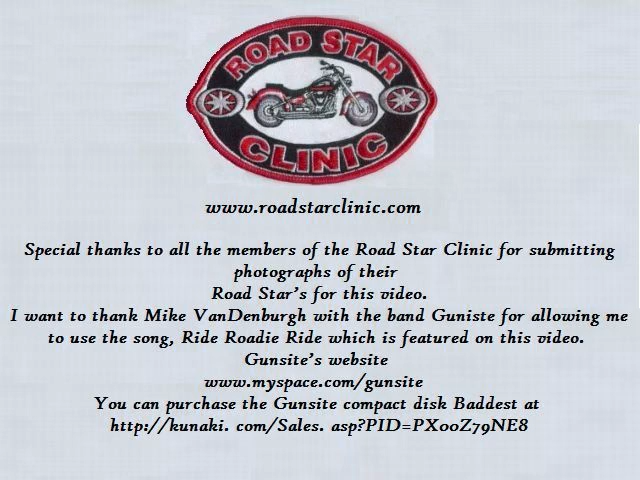 ROAD STAR
CLINIC
www.roadstarclinic.com
Special thanks to all the members of the Road Star Clinic for submitting
photographs of their
Road Star's for this video.
I want to thank Mike VanDenburgh with the band Guniste for allowing me
to use the song, Ride Roadie Ride which is featured on this video.
Gunsite's website
www.myspace.com/gunsite
You can purchase the Gunsite compact disk Baddest at
http://kunaki. com/Sales. asp?PID=PX00Z79NE8